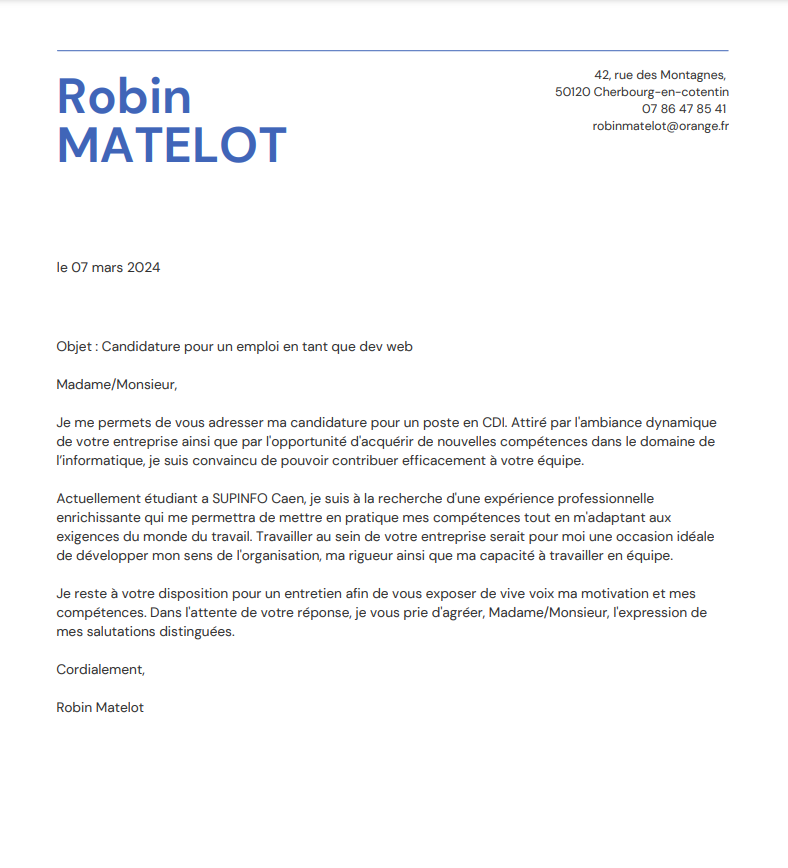 Robin
MATELOT
42, rue des Montagnes,
50120 Cherbourg-en-cotentin
07 86 47 85 41
robinmatelot@orange.fr
le 07 mars 2024
Objet : Candidature pour un emploi en tant que dev web
Madame/Monsieur,
Je me permets de vous adresser ma candidature pour un poste en CDI. Attiré par l'ambiance dynamique
de votre entreprise ainsi que par l'opportunité d'acquérir de nouvelles compétences dans le domaine de
l’informatique, je suis convaincu de pouvoir contribuer efficacement à votre équipe.
Actuellement étudiant a SUPINFO Caen, je suis à la recherche d'une expérience professionnelle
enrichissante qui me permettra de mettre en pratique mes compétences tout en m'adaptant aux
exigences du monde du travail. Travailler au sein de votre entreprise serait pour moi une occasion idéale
de développer mon sens de l'organisation, ma rigueur ainsi que ma capacité à travailler en équipe.
Je reste à votre disposition pour un entretien afin de vous exposer de vive voix ma motivation et mes
compétences. Dans l'attente de votre réponse, je vous prie d'agréer, Madame/Monsieur, l'expression de
mes salutations distinguées.
Cordialement,
Robin Matelot